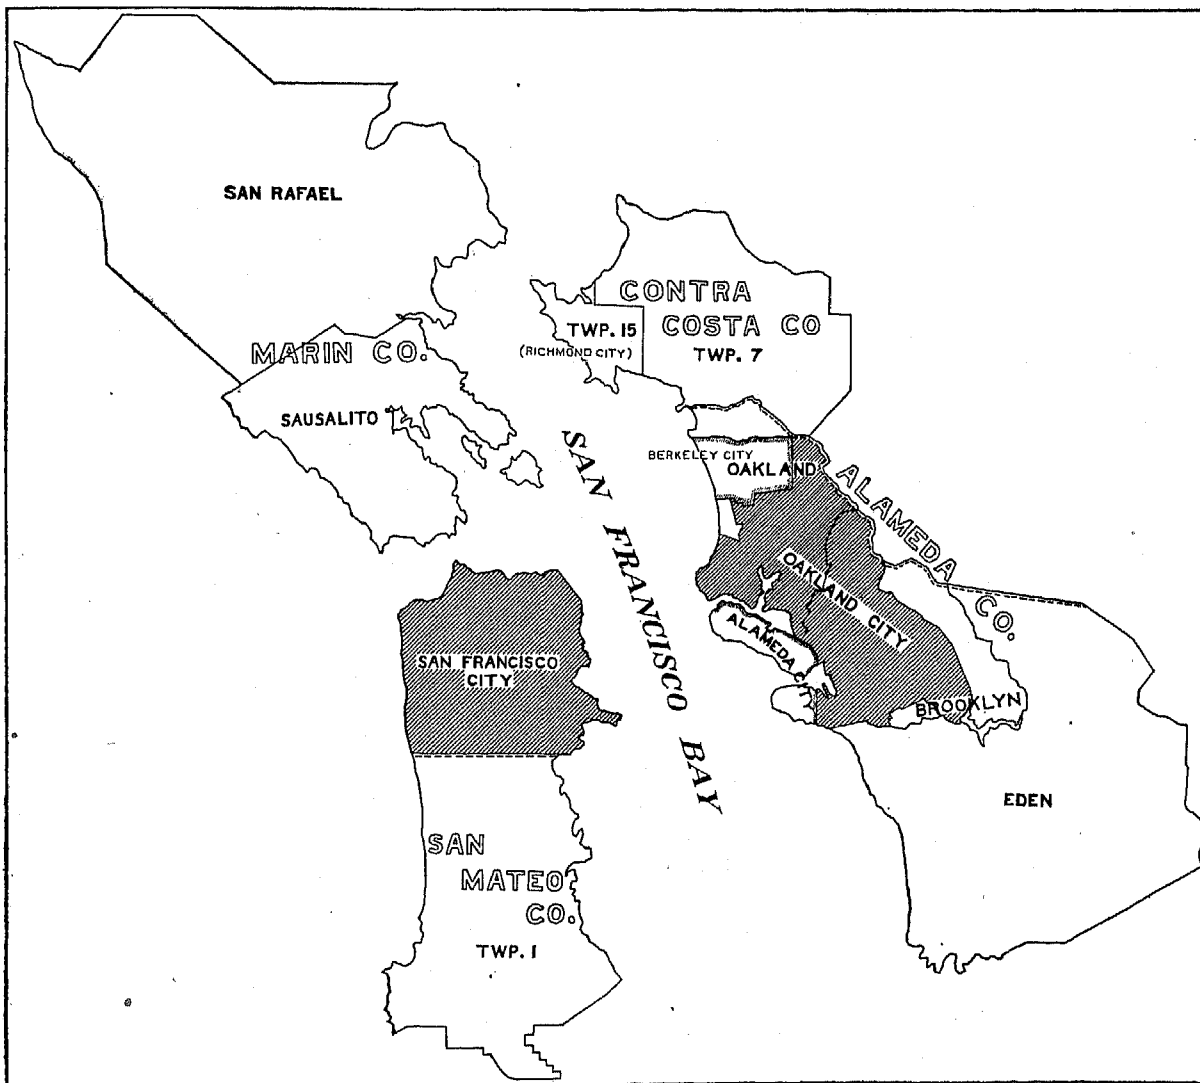 SAN RAFAEL
MARIN CO.
SAUSALITO
CONTRA
COSTA CO
TWP. 7
TWP. 15
(RICHMOND CITY)
BERKELEY CITY
OAKLAND
ALAMEDA
CO.
OAKLAND CITY
ALAMEDA CITY
BROOKLYN
EDEN
SAN FRANCISCO BAY
SAN FRANCISCO
CITY
SAN
MATEO
CO.
TWP. 1